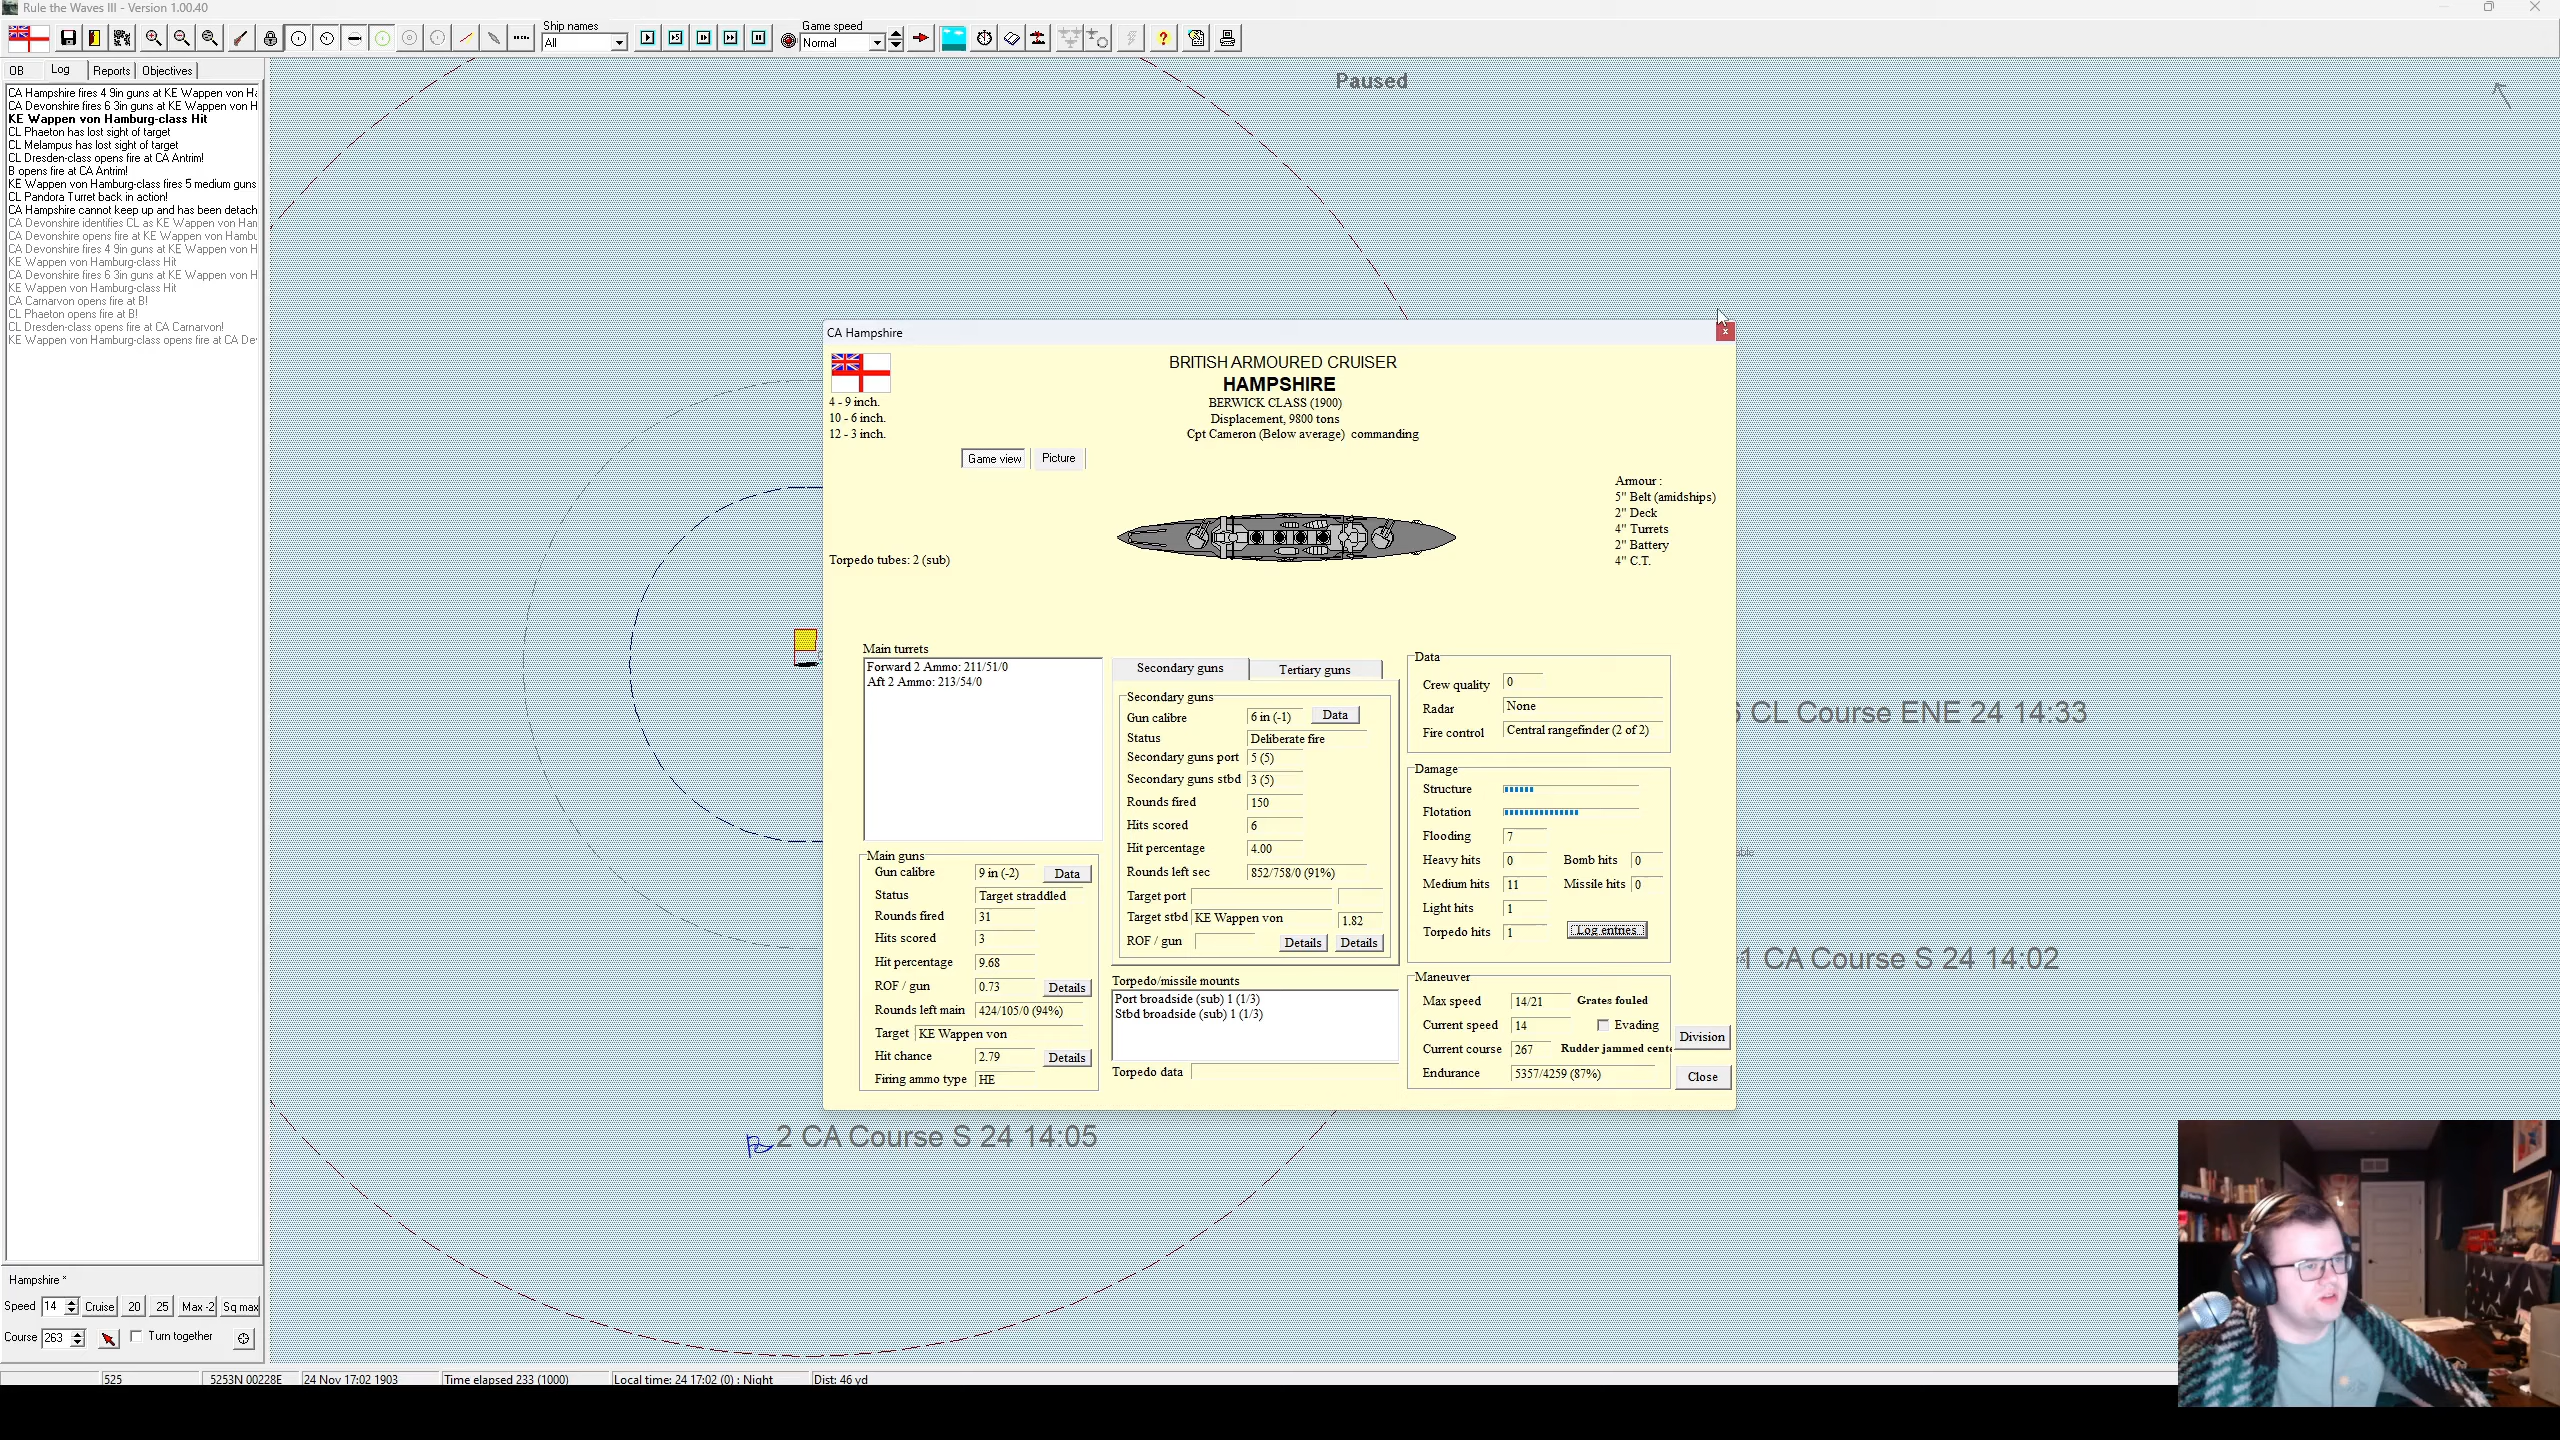 Rule the Waves III - Version 1.00.40
Ship names
All
Game speed
Normal
OB
Log
Reports
Objectives
Paused
CA Hampshire fires 4 9in guns at KE Wappen von Ha
CA Devonshire fires 6 3in guns at KE Wappen von H
KE Wappen von Hamburg-class Hit
CL Phaeton has lost sight of target
CL Melampus has lost sight of target
CL Dresden-class opens fire at CA Antrim!
B opens fire at CA Antrim!
KE Wappen von Hamburg-class fires 5 medium guns
CL Pandora Turret back in action!
CA Hampshire cannot keep up and has been detach
CA Devonshire identifies CL as KE Wappen von Ham
CA Devonshire opens fire at KE Wappen von Hambu
CA Devonshire fires 4 9in guns at KE Wappen von H
KE Wappen von Hamburg-class Hit
CA Devonshire fires 6 3in guns at KE Wappen von H
KE Wappen von Hamburg-class Hit
CA Carnarvon opens fire at B!
CL Phaeton opens fire at B!
CL Dresden-class opens fire at CA Carnarvon!
KE Wappen von Hamburg-class opens fire at CA De
CA Hampshire
BRITISH ARMOURED CRUISER
HAMPSHIRE
BERWICK CLASS (1900)
Displacement, 9800 tons
Cpt Cameron (Below average) commanding
4 - 9 inch.
10 - 6 inch.
12 - 3 inch.
Game view
Picture
Armour :
5" Belt (amidships)
2" Deck
4" Turrets
2" Battery
4" C.T.
Torpedo tubes: 2 (sub)
Main turrets
Forward 2 Ammo: 211/51/0
Aft 2 Ammo: 213/54/0
Main guns
Gun calibre 9 in (-2) Data
Status Target straddled
Rounds fired 31
Hits scored 3
Hit percentage 9.68
ROF / gun 0.73 Details
Rounds left main 424/105/0 (94%)
Target KE Wappen von
Hit chance 2.79 Details
Firing ammo type HE
Secondary guns
Tertiary guns
Secondary guns
Gun calibre 6 in (-1) Data
Status Deliberate fire
Secondary guns port 5 (5)
Secondary guns stbd 3 (5)
Rounds fired 150
Hits scored 6
Hit percentage 4.00
Rounds left sec 852/758/0 (91%)
Target port
Target stbd KE Wappen von 1.82
ROF / gun Details Details
Torpedo/missile mounts
Port broadside (sub) 1 (1/3)
Stbd broadside (sub) 1 (1/3)
Torpedo data
Data
Crew quality 0
Radar None
Fire control Central rangefinder (2 of 2)
Damage
Structure
Flotation
Flooding 7
Heavy hits 0 Bomb hits 0
Medium hits 11 Missile hits 0
Light hits 1
Torpedo hits 1 Log entries
Maneuver
Max speed 14/21 Grates fouled
Current speed 14 Evading
Current course 267 Rudder jammed cente
Endurance 5357/4259 (87%)
Division
Close
CL Course ENE 24 14:33
1 CA Course S 24 14:02
2 CA Course S 24 14:05
Hampshire *
Speed 14 Cruise 20 25 Max -2 Sq max
Course 263 Turn together
525
5253N 00228E
24 Nov 17:02 1903
Time elapsed 233 (1000)
Local time: 24 17:02 (0) : Night
Dist: 46 yd